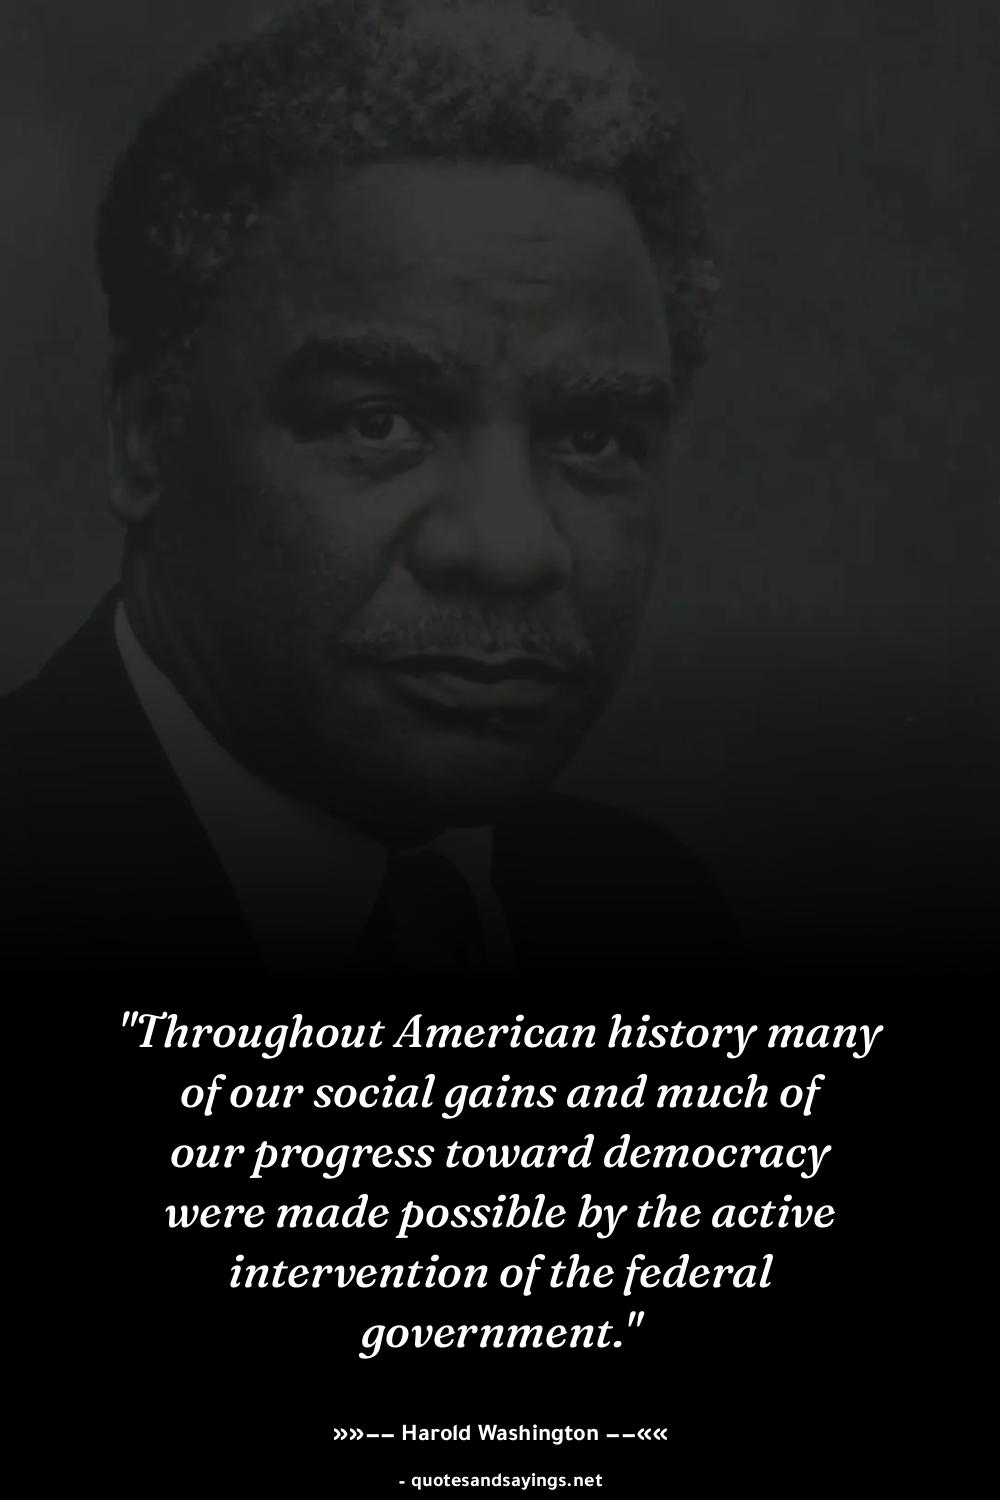 "Throughout American history many
of our social gains and much of
our progress toward democracy
were made possible by the active
intervention of the federal
government."
»»−− Harold Washington −−««
- quotesandsayings.net